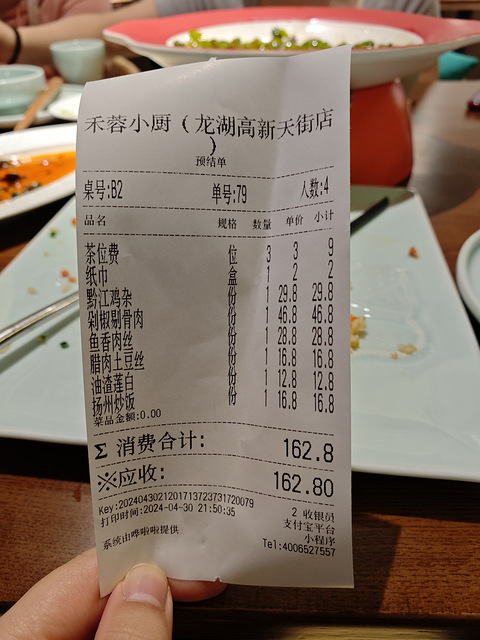 禾蓉小厨（龙湖高新天街店
）
预结单
桌号:B2 单号:79 人数:4
品名 规格 数量 单价 小计
茶位费 位 3 3 9
纸巾 盒 1 2 2
黔江鸡杂 份 1 29.8 29.8
剁椒剔骨肉 份 1 46.8 46.8
鱼香肉丝 份 1 28.8 28.8
腊肉土豆丝 份 1 16.8 16.8
油渣莲白 份 1 12.8 12.8
扬州炒饭 份 1 16.8 16.8
菜品金额:0.00
Σ 消费合计: 162.8
※应收: 162.80
Key:2024043021201713723731720079
打印时间:2024-04-30 21:50:35
2 收银员
支付宝平台
小程序
系统由哗啦啦提供
Tel:4006527557